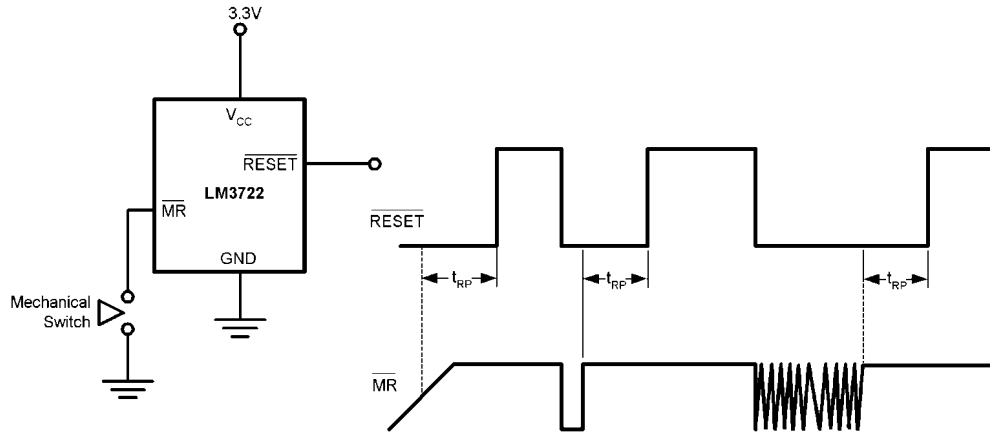 3.3V
VCC
RESET
LM3722
MR
GND
Mechanical
Switch
RESET
tRP
tRP
tRP
MR